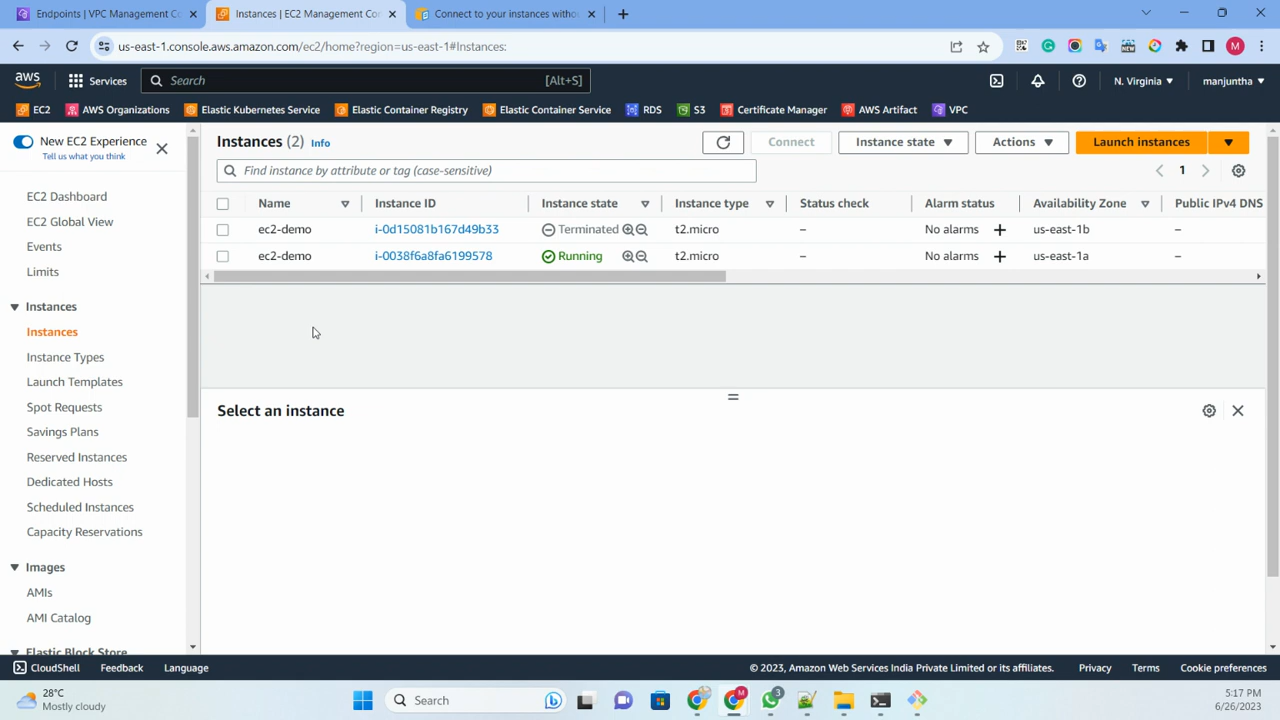 Endpoints | VPC Management Co
Instances | EC2 Management Con
Connect to your instances withou
us-east-1.console.aws.amazon.com/ec2/home?region=us-east-1#Instances:
M
aws
Services
Search
[Alt+S]
N. Virginia
manjuntha
EC2
AWS Organizations
Elastic Kubernetes Service
Elastic Container Registry
Elastic Container Service
RDS
S3
Certificate Manager
AWS Artifact
VPC
New EC2 Experience
Tell us what you think
EC2 Dashboard
EC2 Global View
Events
Limits
Instances
Instances
Instance Types
Launch Templates
Spot Requests
Savings Plans
Reserved Instances
Dedicated Hosts
Scheduled Instances
Capacity Reservations
Images
AMIs
AMI Catalog
Elastic Block Store
Instances (2) Info
Connect
Instance state
Actions
Launch instances
Find instance by attribute or tag (case-sensitive)
1
Name Instance ID Instance state Instance type Status check Alarm status Availability Zone Public IPv4 DNS
ec2-demo i-0d15081b167d49b33 Terminated t2.micro – No alarms + us-east-1b –
ec2-demo i-0038f6a8fa6199578 Running t2.micro – No alarms + us-east-1a –
Select an instance
CloudShell
Feedback
Language
© 2023, Amazon Web Services India Private Limited or its affiliates.
Privacy
Terms
Cookie preferences
28°C
Mostly cloudy
Search
M
3
5:17 PM
6/26/2023